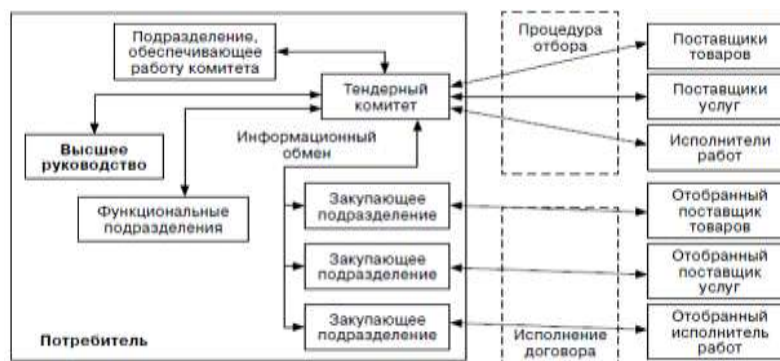 Подразделение,
обеспечивающее
работу комитета
Процедура
отбора
Поставщики
товаров
Тендерный
комитет
Поставщики
услуг
Высшее
руководство
Информационный
обмен
Исполнители
работ
Функциональные
подразделения
Закупающее
подразделение
Отобранный
поставщик
товаров
Закупающее
подразделение
Отобранный
поставщик
услуг
Закупающее
подразделение
Потребитель
Исполнение
договора
Отобранный
исполнитель
работ